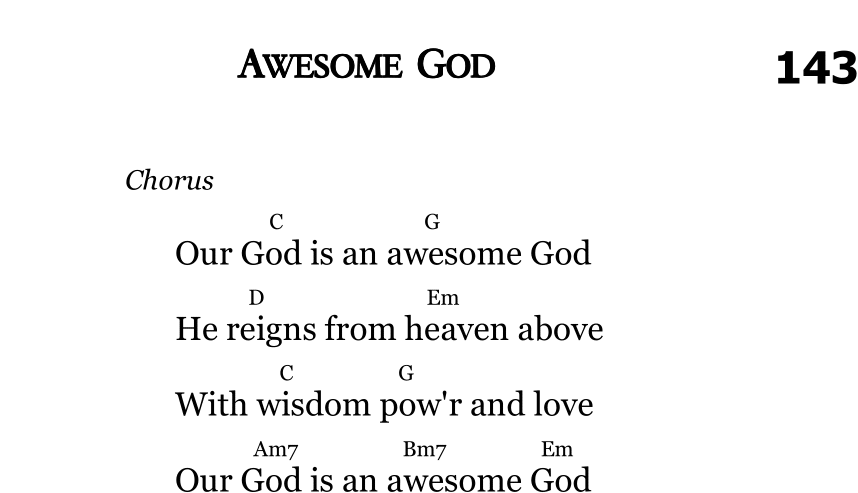 AWESOME GOD 143
Chorus
C G
Our God is an awesome God
D Em
He reigns from heaven above
C G
With wisdom pow'r and love
Am7 Bm7 Em
Our God is an awesome God